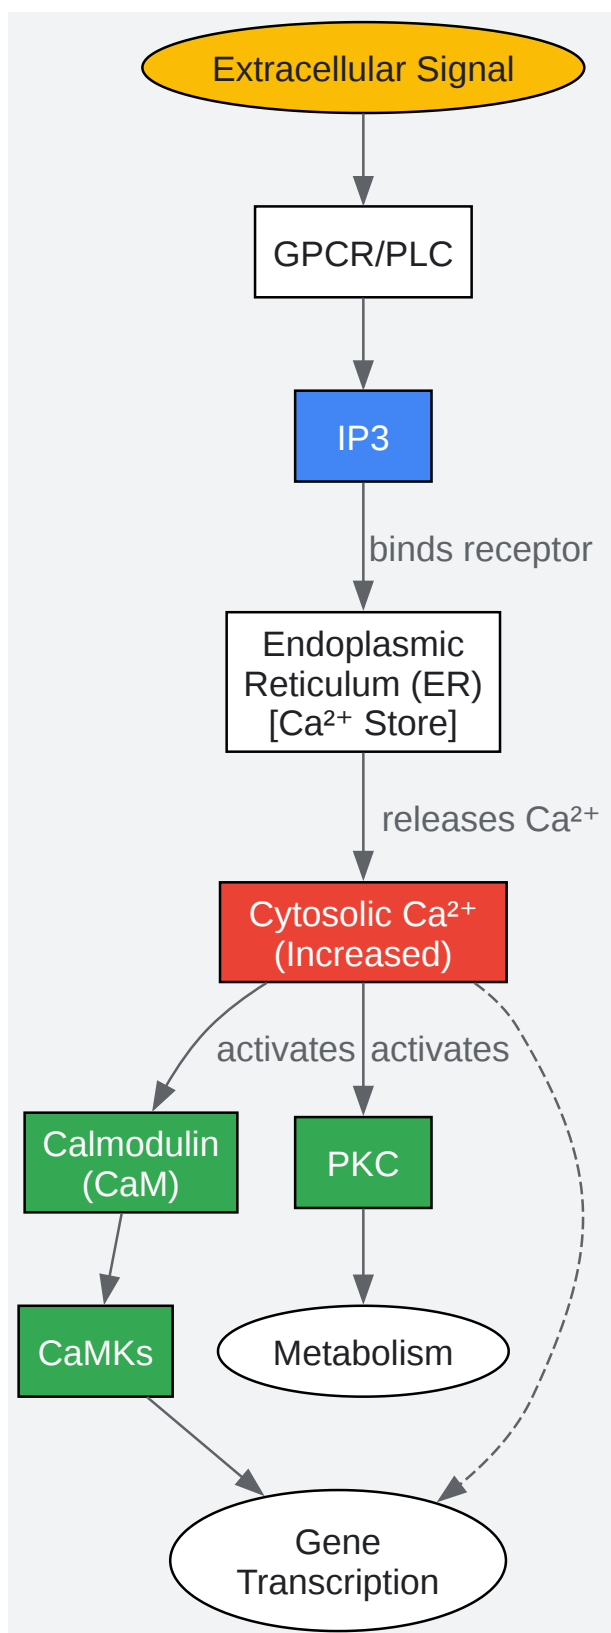 Extracellular Signal
GPCR/PLC
IP3
binds receptor
Endoplasmic
Reticulum (ER)
[Ca²⁺ Store]
releases Ca²⁺
Cytosolic Ca²⁺
(Increased)
activates
activates
Calmodulin
(CaM)
PKC
CaMKs
Metabolism
Gene
Transcription